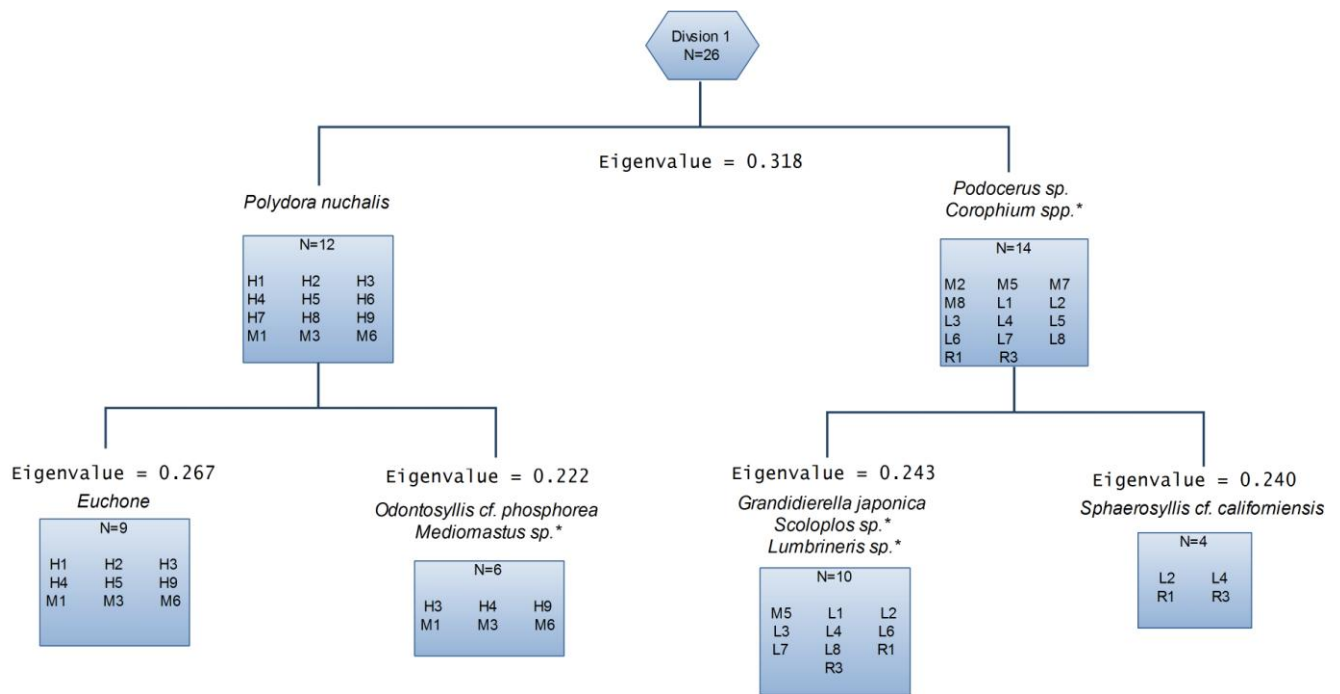 Divsion 1
N=26
Eigenvalue = 0.318
Polydora nuchalis
N=12
H1 H2 H3
H4 H5 H6
H7 H8 H9
M1 M3 M6
Podocerus sp.
Corophium spp.*
N=14
M2 M5 M7
M8 L1 L2
L3 L4 L5
L6 L7 L8
R1 R3
Eigenvalue = 0.267
Euchone
N=9
H1 H2 H3
H4 H5 H9
M1 M3 M6
Eigenvalue = 0.222
Odontosyllis cf. phosphorea
Mediomastus sp.*
N=6
H3 H4 H9
M1 M3 M6
Eigenvalue = 0.243
Grandidierella japonica
Scoloplos sp.*
Lumbrineris sp.*
N=10
M5 L1 L2
L3 L4 L6
L7 L8 R1
R3
Eigenvalue = 0.240
Sphaerosyllis cf. californiensis
N=4
L2 L4
R1 R3